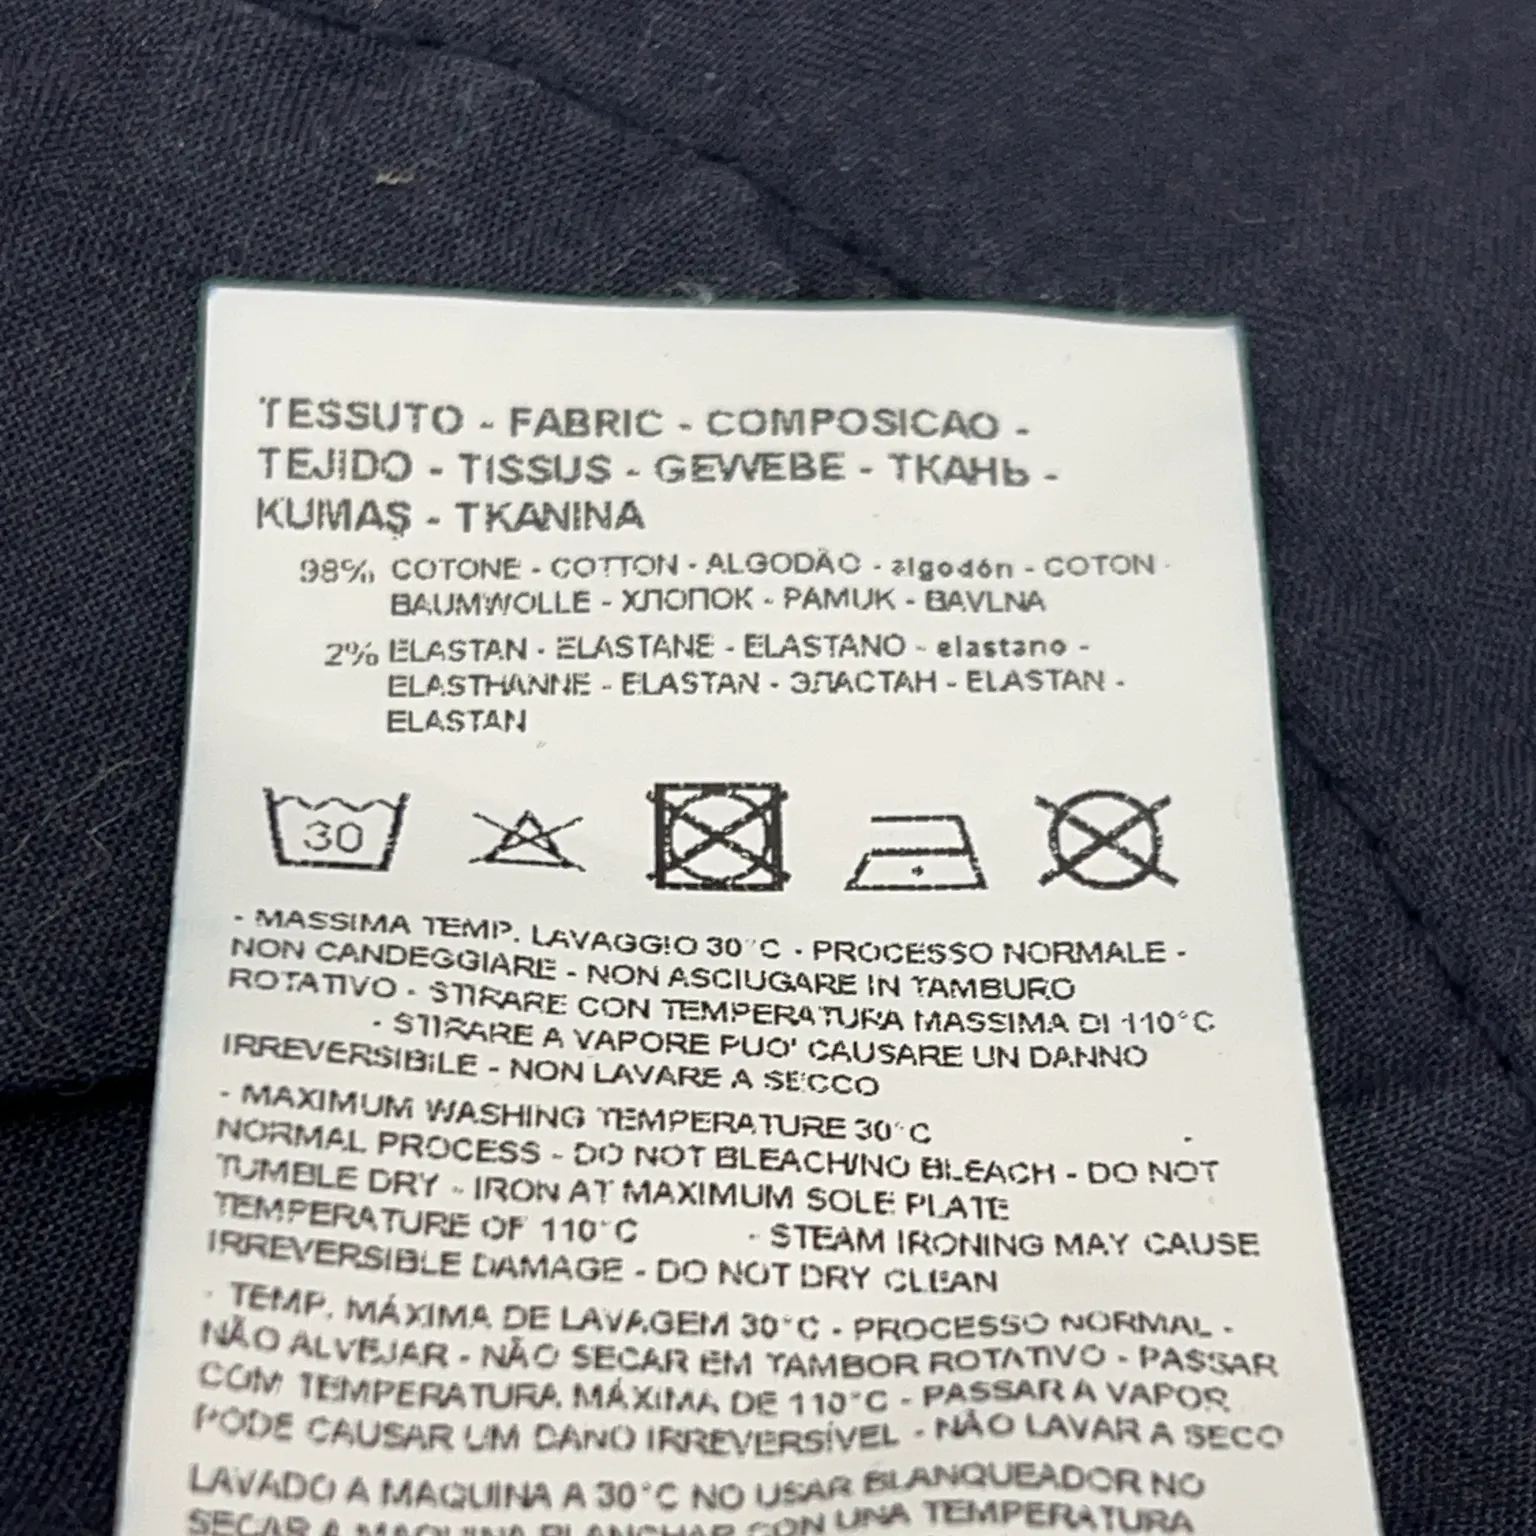 TESSUTO - FABRIC - COMPOSICAO -
TEJIDO - TISSUS - GEWEBE - ТКАНЬ -
KUMAŞ - TKANINA
98% COTONE - COTTON - ALGODÃO - algodón - COTON -
BAUMWOLLE - ХЛОПОК - PAMUK - BAVLNA
2% ELASTAN - ELASTANE - ELASTANO - elastano -
ELASTHANNE - ELASTAN - ЭЛАСТАН - ELASTAN -
ELASTAN
30
- MASSIMA TEMP. LAVAGGIO 30°C - PROCESSO NORMALE -
NON CANDEGGIARE - NON ASCIUGARE IN TAMBURO
ROTATIVO - STIRARE CON TEMPERATURA MASSIMA DI 110°C
- STIRARE A VAPORE PUO' CAUSARE UN DANNO
IRREVERSIBILE - NON LAVARE A SECCO
- MAXIMUM WASHING TEMPERATURE 30°C -
NORMAL PROCESS - DO NOT BLEACH/NO BLEACH - DO NOT
TUMBLE DRY - IRON AT MAXIMUM SOLE PLATE
TEMPERATURE OF 110°C - STEAM IRONING MAY CAUSE
IRREVERSIBLE DAMAGE - DO NOT DRY CLEAN
- TEMP. MÁXIMA DE LAVAGEM 30°C - PROCESSO NORMAL -
NÃO ALVEJAR - NÃO SECAR EM TAMBOR ROTATIVO - PASSAR
COM TEMPERATURA MÁXIMA DE 110°C - PASSAR A VAPOR
PODE CAUSAR UM DANO IRREVERSÍVEL - NÃO LAVAR A SECO
LAVADO A MAQUINA A 30°C NO USAR BLANQUEADOR NO
SECAR A MAQUINA PLANCHAR CON UNA TEMPERATURA